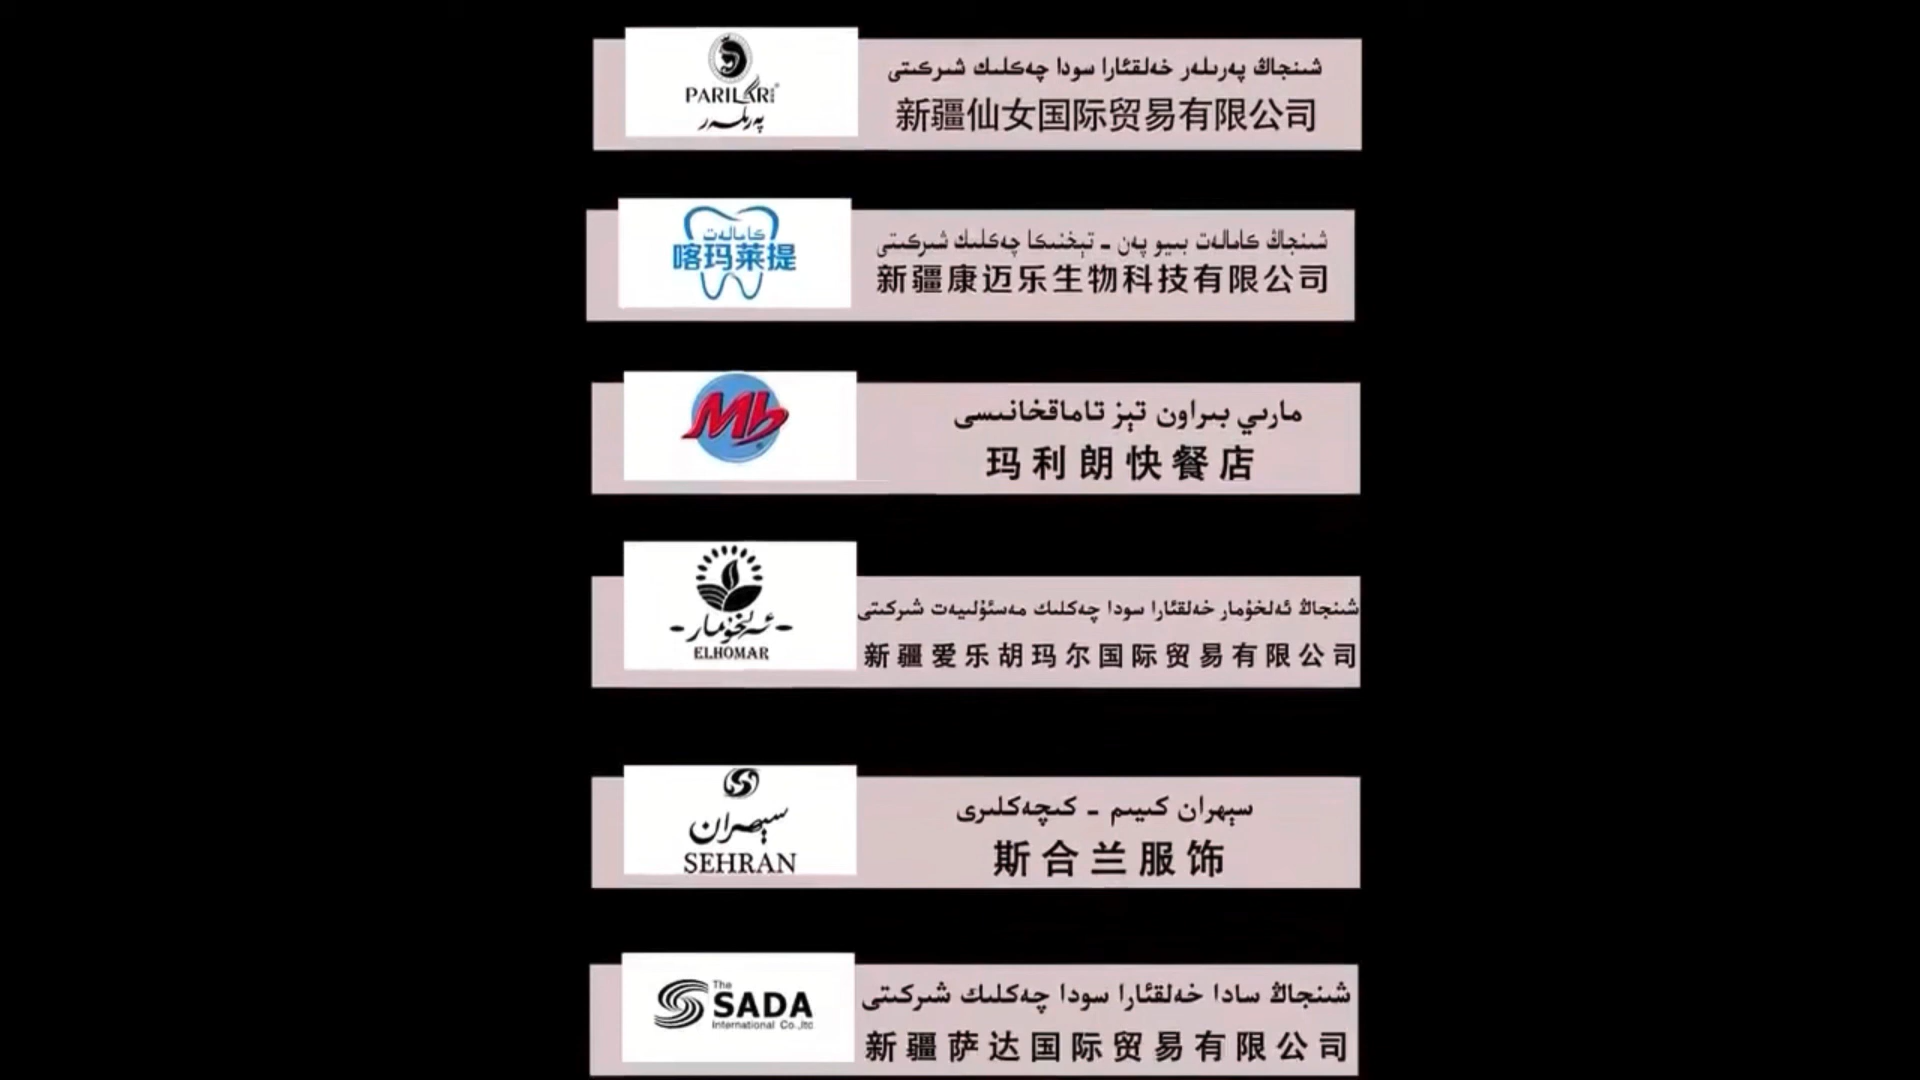 PARILAR
پەرىلەر
شىنجاڭ پەرىلەر خەلقئارا سودا چەكلىك شىركىتى
新疆仙女国际贸易有限公司
كامالەت
喀玛莱提
شىنجاڭ كامالەت بىيو پەن - تېخنىكا چەكلىك شىركىتى
新疆康迈乐生物科技有限公司
Mb
مارىي بىراون تېز تاماقخانىسى
玛利朗快餐店
-ئەلخۇمار-
ELHOMAR
شىنجاڭ ئەلخۇمار خەلقئارا سودا چەكلىك مەسئۇلىيەت شىركىتى
新疆爱乐胡玛尔国际贸易有限公司
سېھران
SEHRAN
سېھران كىيىم - كىچەكلىرى
斯合兰服饰
The
SADA
International Co.,ltc
شىنجاڭ سادا خەلقئارا سودا چەكلىك شىركىتى
新疆萨达国际贸易有限公司